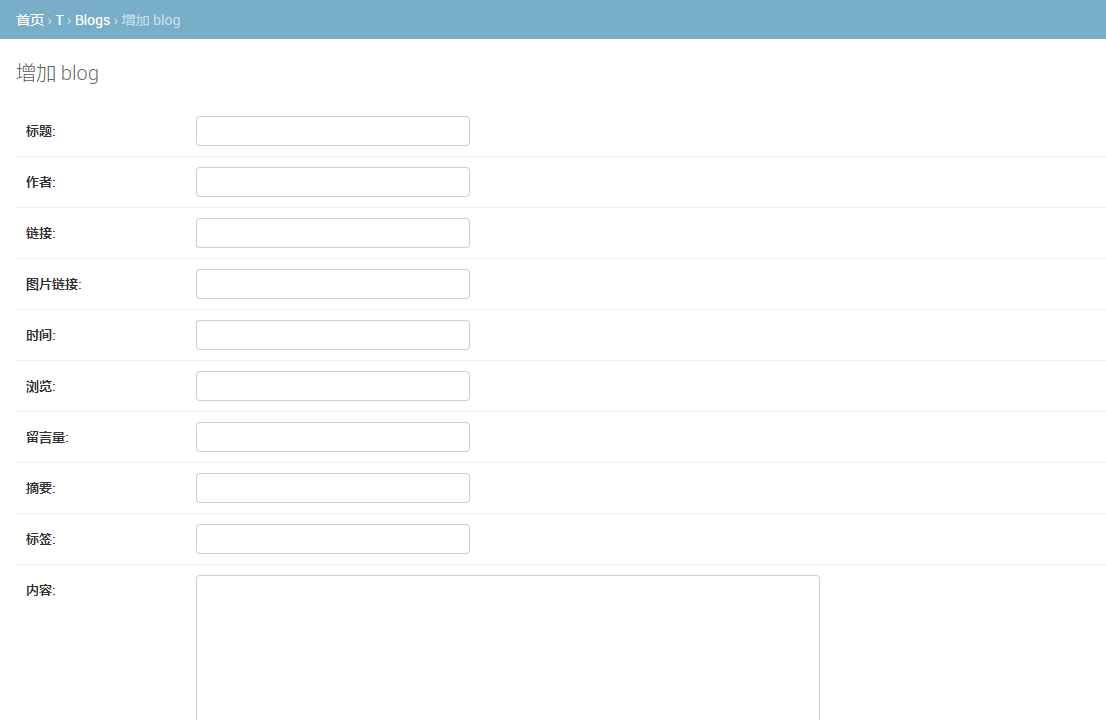 首页 › T › Blogs › 增加 blog
增加 blog
标题:
作者:
链接:
图片链接:
时间:
浏览:
留言量:
摘要:
标签:
内容: